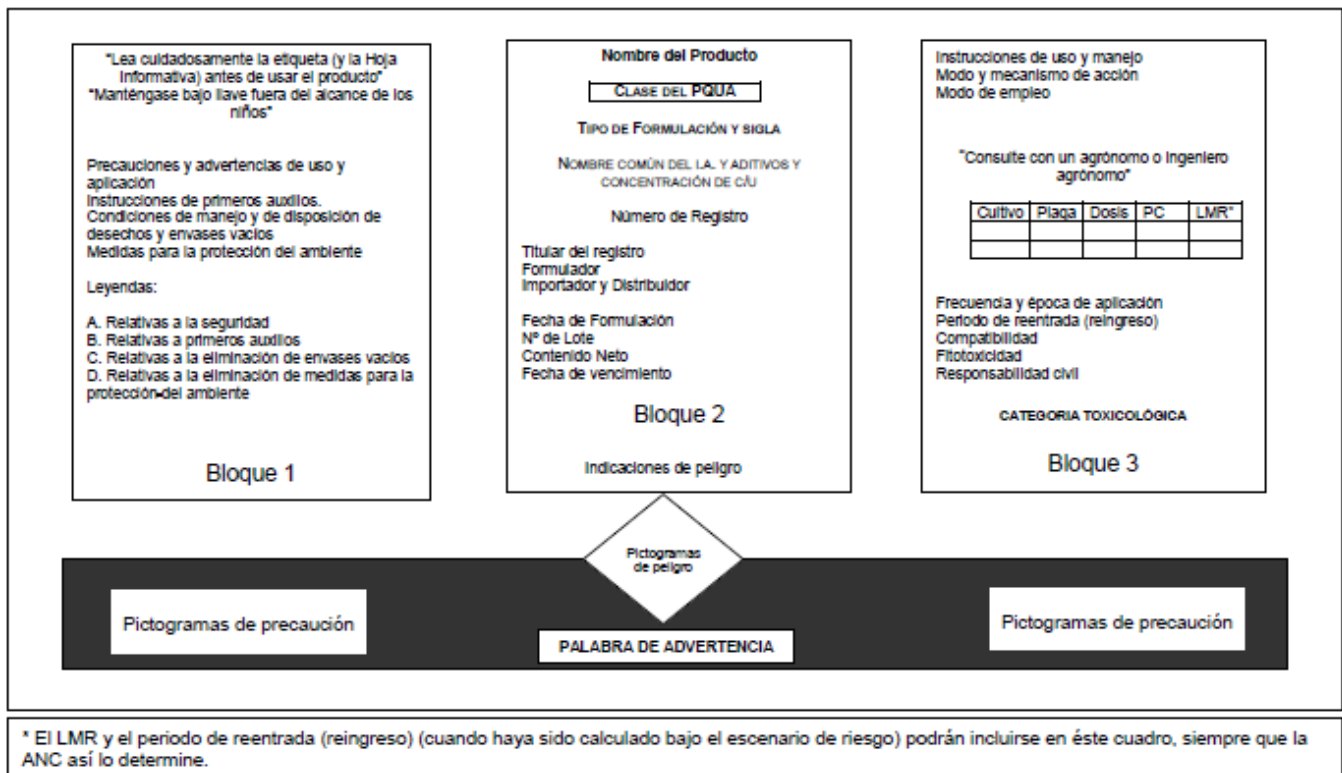 "Lea cuidadosamente la etiqueta (y la Hoja
Informativa) antes de usar el producto"
"Manténgase bajo llave fuera del alcance de los
niños"
Precauciones y advertencias de uso y
aplicación
Instrucciones de primeros auxilios.
Condiciones de manejo y de disposición de
desechos y envases vacíos
Medidas para la protección del ambiente
Leyendas:
A. Relativas a la seguridad
B. Relativas a primeros auxilios
C. Relativas a la eliminación de envases vacíos
D. Relativas a la eliminación de medidas para la
protección-del ambiente
Bloque 1
Nombre del Producto
CLASE DEL PQUA
TIPO DE FORMULACIÓN Y SIGLA
NOMBRE COMÚN DEL I.A. Y ADITIVOS Y
CONCENTRACIÓN DE C/U
Número de Registro
Titular del registro
Formulador
Importador y Distribuidor
Fecha de Formulación
Nº de Lote
Contenido Neto
Fecha de vencimiento
Bloque 2
Indicaciones de peligro
Instrucciones de uso y manejo
Modo y mecanismo de acción
Modo de empleo
"Consulte con un agrónomo o ingeniero
agrónomo"
Cultivo Plaga Dosis PC LMR*
Frecuencia y época de aplicación
Periodo de reentrada (reingreso)
Compatibilidad
Fitotoxicidad
Responsabilidad civil
CATEGORIA TOXICOLÓGICA
Bloque 3
Pictogramas
de peligro
Pictogramas de precaución
PALABRA DE ADVERTENCIA
Pictogramas de precaución
* El LMR y el periodo de reentrada (reingreso) (cuando haya sido calculado bajo el escenario de riesgo) podrán incluirse en éste cuadro, siempre que la
ANC así lo determine.